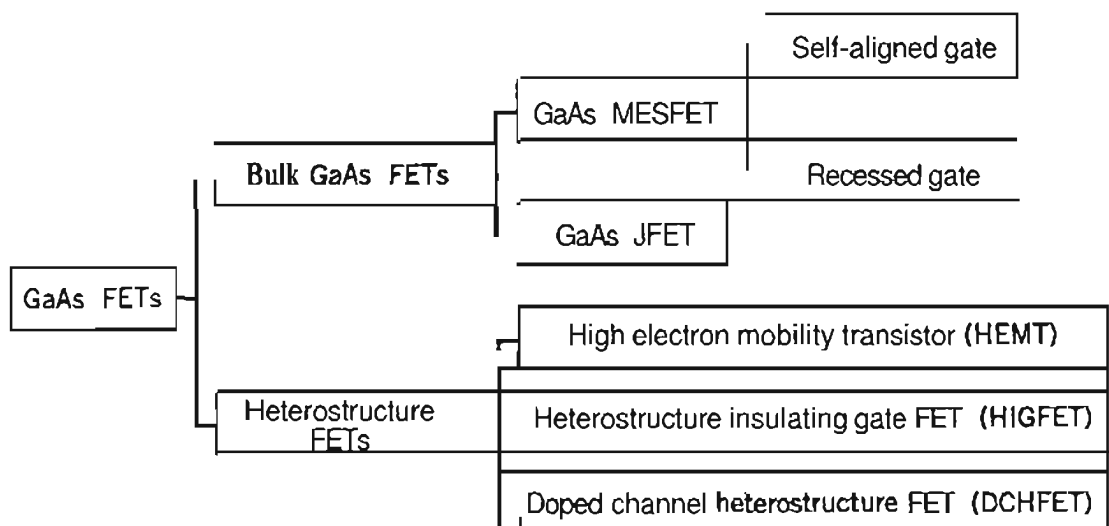 Self-aligned gate
GaAs MESFET
Bulk GaAs FETs
Recessed gate
GaAs JFET
GaAs FETs
High electron mobility transistor (HEMT)
Heterostructure
FETs
Heterostructure insulating gate FET (HIGFET)
Doped channel heterostructure FET (DCHFET)